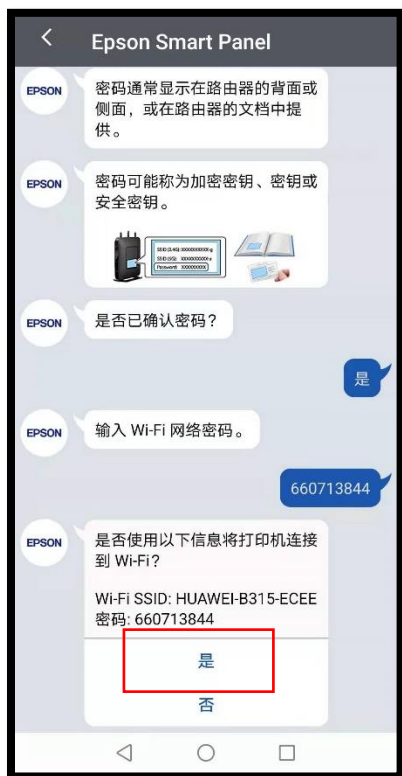 Epson Smart Panel
EPSON
密码通常显示在路由器的背面或
侧面，或在路由器的文档中提
供。
EPSON
密码可能称为加密密钥、密钥或
安全密钥。
EPSON
是否已确认密码？
是
EPSON
输入 Wi-Fi 网络密码。
660713844
EPSON
是否使用以下信息将打印机连接
到 Wi-Fi？
Wi-Fi SSID: HUAWEI-B315-ECEE
密码: 660713844
是
否